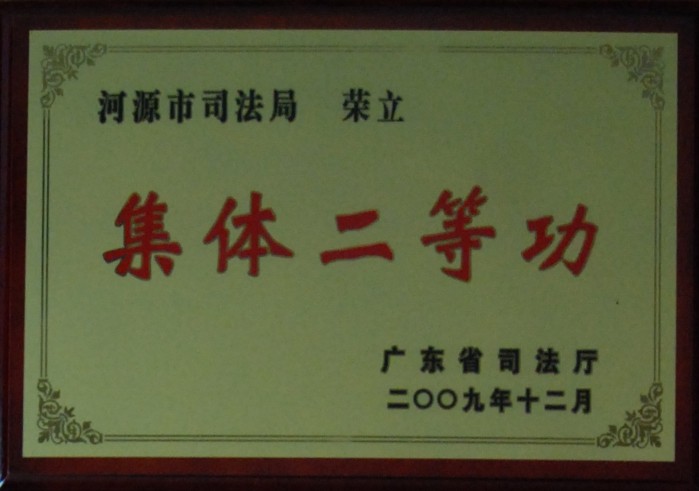 河源市司法局 荣立
集体二等功
广东省司法厅
二〇〇九年十二月